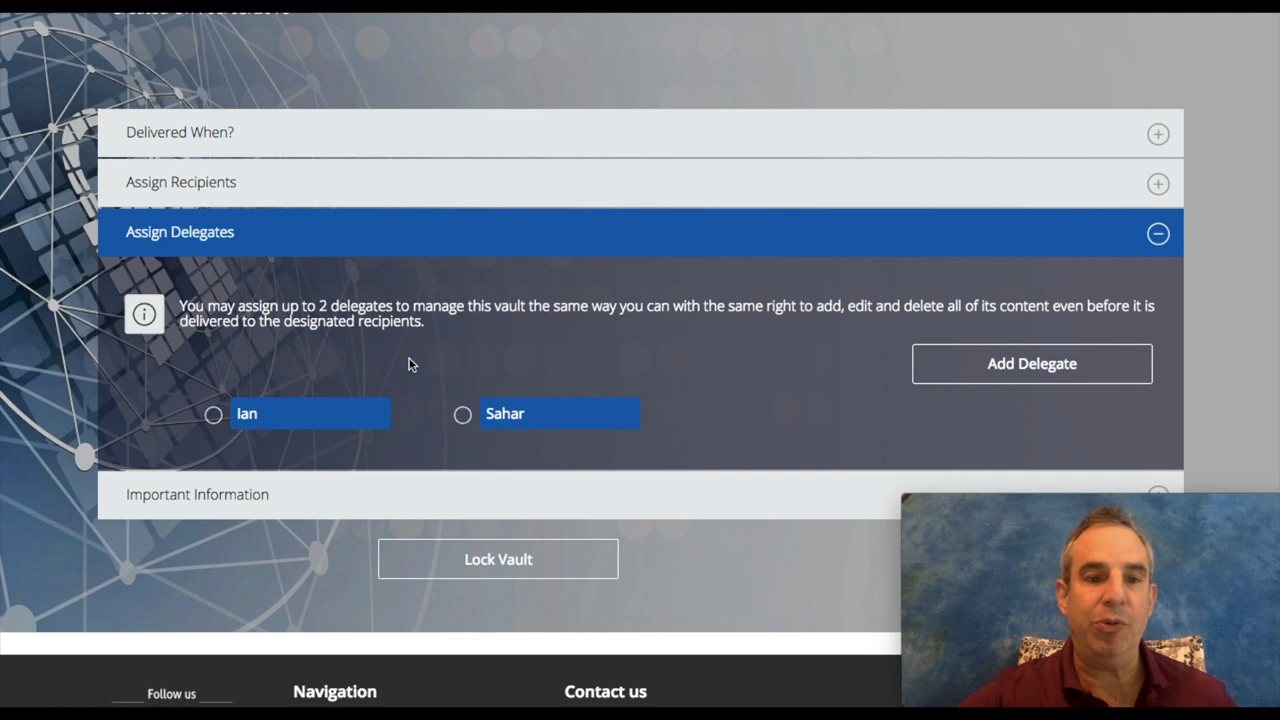 Delivered When?
Assign Recipients
Assign Delegates
You may assign up to 2 delegates to manage this vault the same way you can with the same right to add, edit and delete all of its content even before it is
delivered to the designated recipients.
Add Delegate
Ian
Sahar
Important Information
Lock Vault
Follow us
Navigation
Contact us